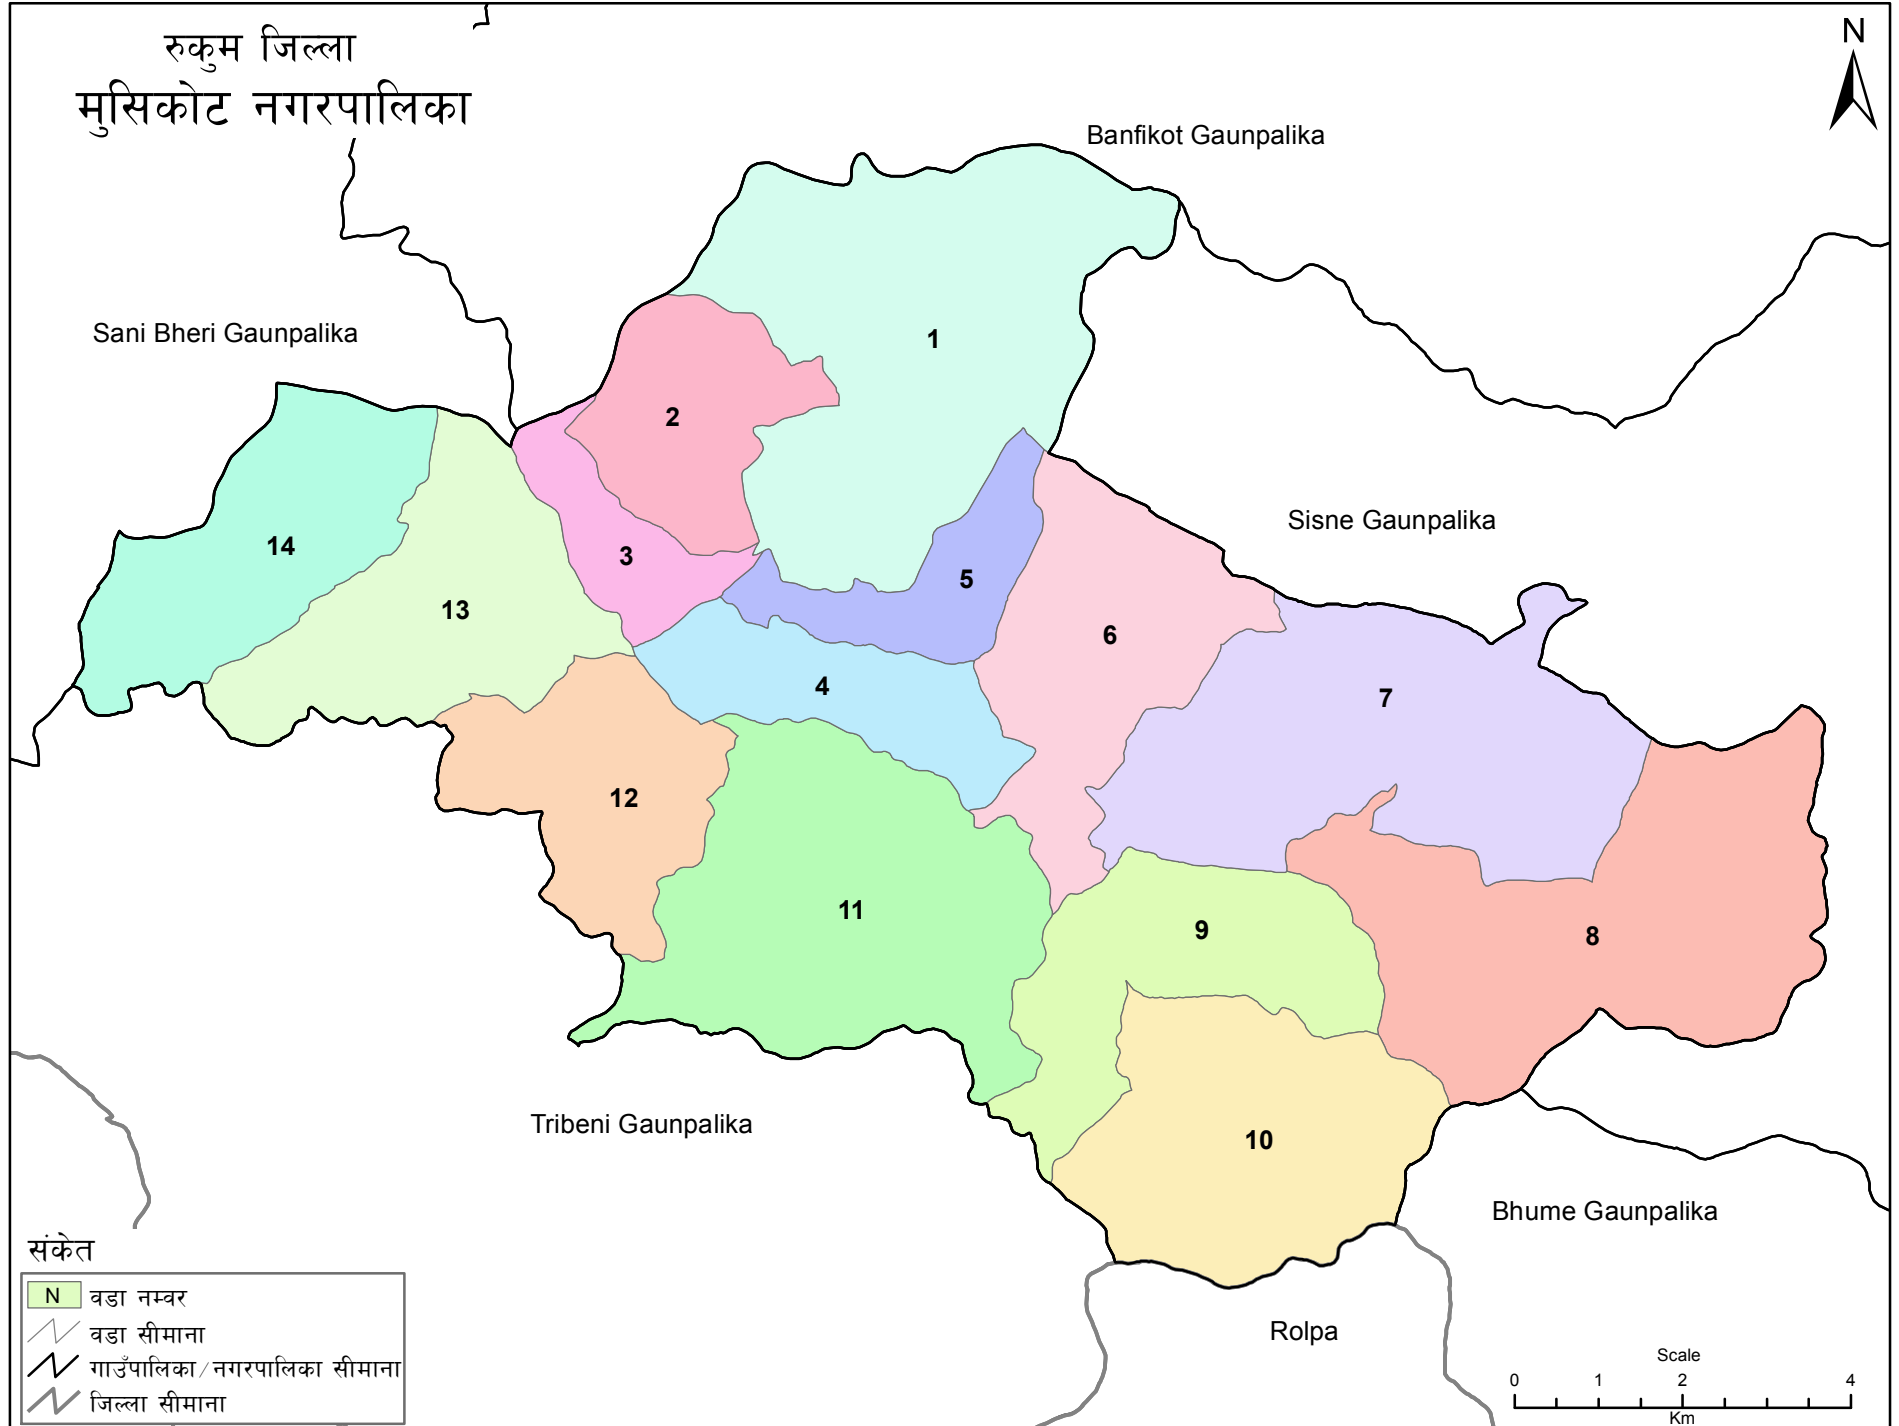 रुकुम जिल्ला
मुसिकोट नगरपालिका
N
Banfikot Gaunpalika
Sani Bheri Gaunpalika
1
2
Sisne Gaunpalika
14
3
5
13
6
4
7
12
11
9
8
Tribeni Gaunpalika
10
Bhume Gaunpalika
Rolpa
संकेत
N वडा नम्वर
वडा सीमाना
गाउँपालिका/नगरपालिका सीमाना
जिल्ला सीमाना
Scale
0 1 2 4
Km